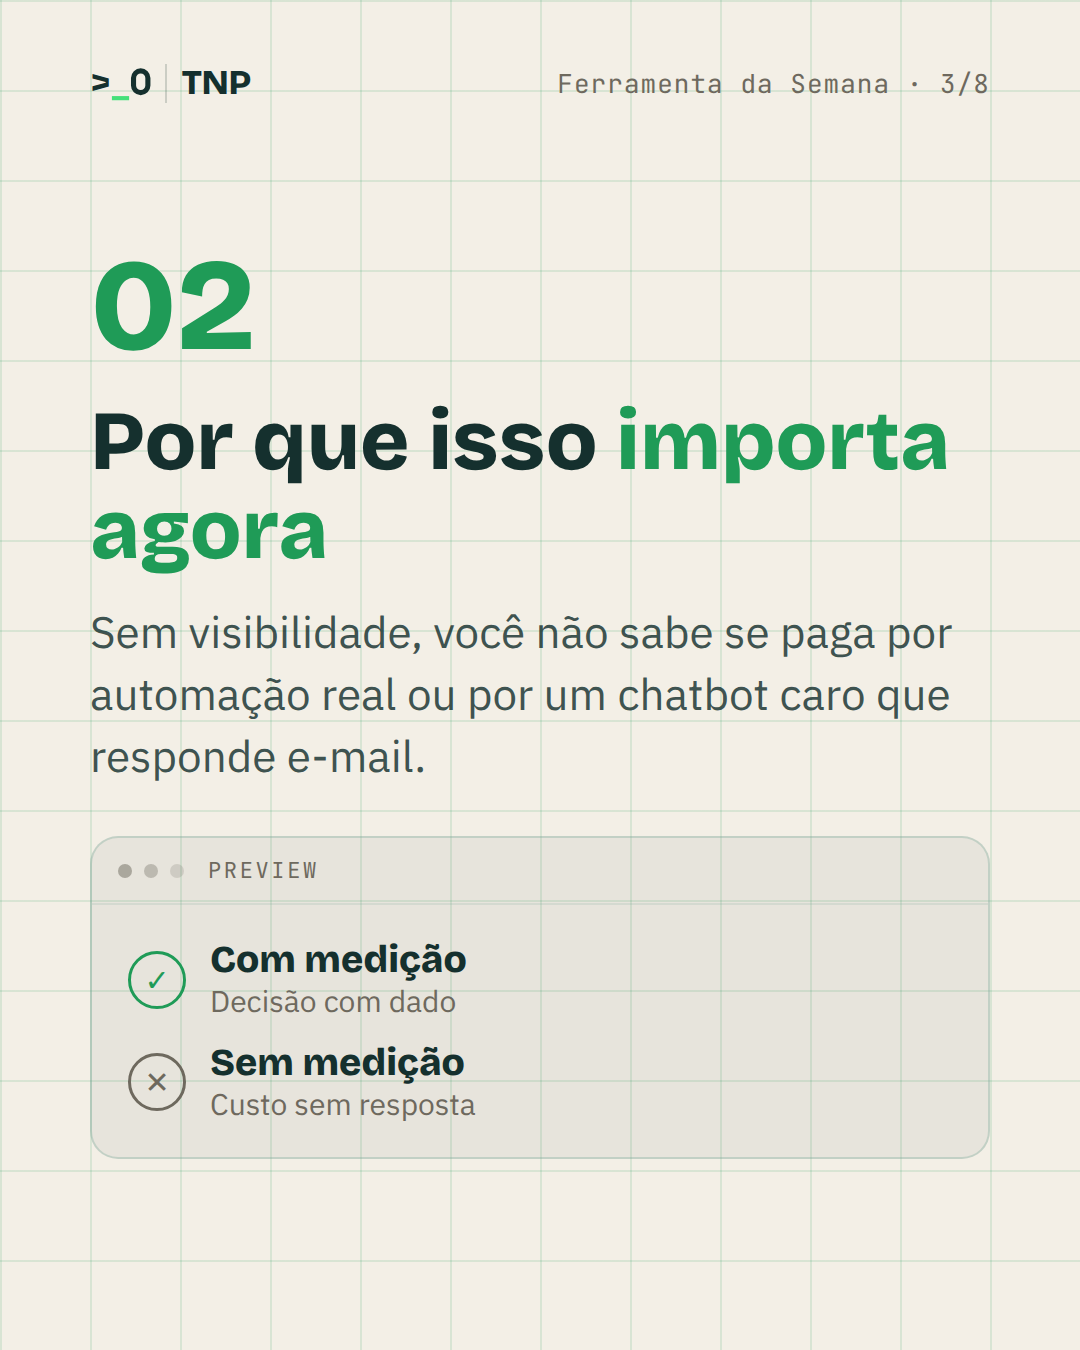 >_O TNP
Ferramenta da Semana · 3/8
02
Por que isso importa
agora
Sem visibilidade, você não sabe se paga por
automação real ou por um chatbot caro que
responde e-mail.
PREVIEW
✓
Com medição
Decisão com dado
✕
Sem medição
Custo sem resposta